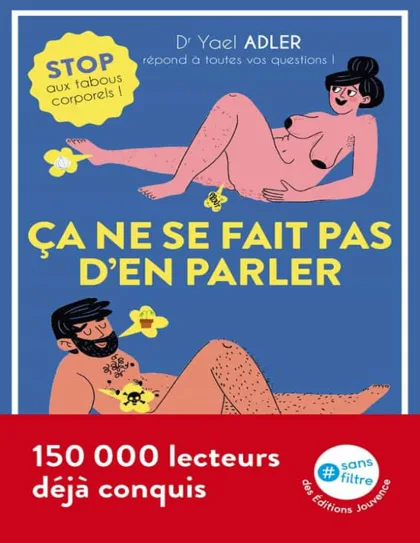 Dr Yael ADLER
répond à toutes vos questions !
STOP
aux tabous
corporels !
ÇA NE SE FAIT PAS
D'EN PARLER
150 000 lecteurs
déjà conquis
#sans
filtre
des Éditions Jouvence